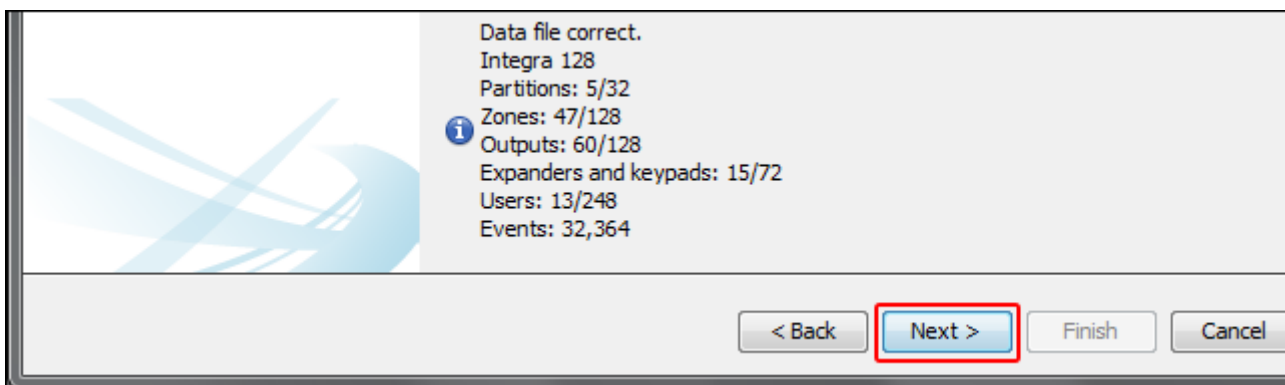 Data file correct.
Integra 128
Partitions: 5/32
Zones: 47/128
Outputs: 60/128
Expanders and keypads: 15/72
Users: 13/248
Events: 32,364
< Back Next > Finish Cancel